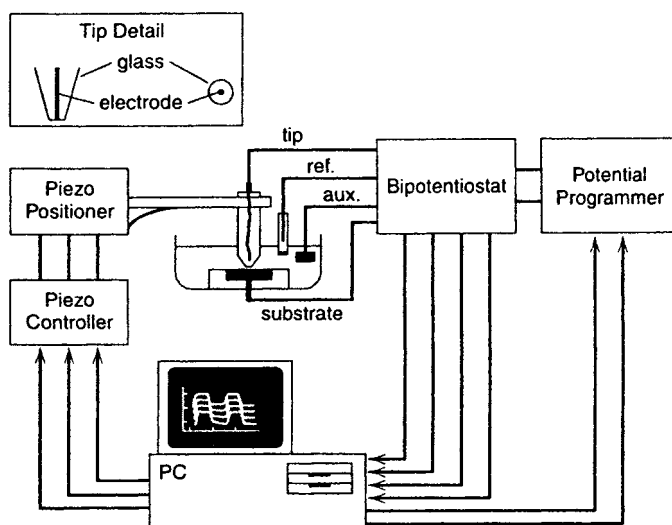 Tip Detail
glass
electrode
tip
ref.
aux.
substrate
Piezo
Positioner
Bipotentiostat
Potential
Programmer
Piezo
Controller
PC